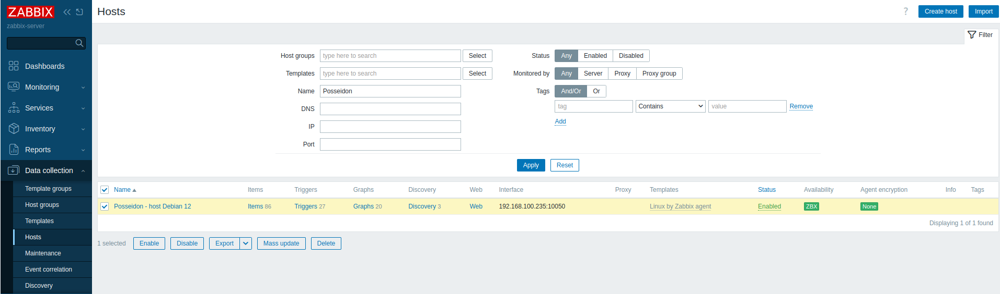 ZABBIX
zabbix-server
Dashboards
Monitoring
Services
Inventory
Reports
Data collection
Template groups
Host groups
Templates
Hosts
Maintenance
Event correlation
Discovery
Hosts
? Create host Import
Filter
Host groups type here to search Select
Templates type here to search Select
Name Posseidon
DNS
IP
Port
Status Any Enabled Disabled
Monitored by Any Server Proxy Proxy group
Tags And/Or Or
tag Contains value Remove
Add
Apply Reset
Name Items Triggers Graphs Discovery Web Interface Proxy Templates Status Availability Agent encryption Info Tags
Posseidon - host Debian 12 Items 86 Triggers 27 Graphs 20 Discovery 3 Web 192.168.100.235:10050 Linux by Zabbix agent Enabled ZBX None
Displaying 1 of 1 found
1 selected Enable Disable Export Mass update Delete